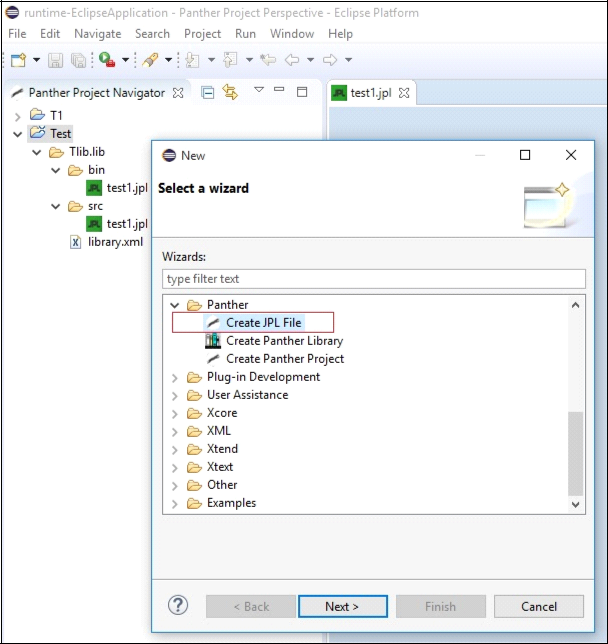 runtime-EclipseApplication - Panther Project Perspective - Eclipse Platform
File Edit Navigate Search Project Run Window Help
Panther Project Navigator
test1.jpl
T1
Test
Tlib.lib
bin
test1.jpl
src
test1.jpl
library.xml
New
Select a wizard
Wizards:
type filter text
Panther
Create JPL File
Create Panther Library
Create Panther Project
Plug-in Development
User Assistance
Xcore
XML
Xtend
Xtext
Other
Examples
? < Back Next > Finish Cancel